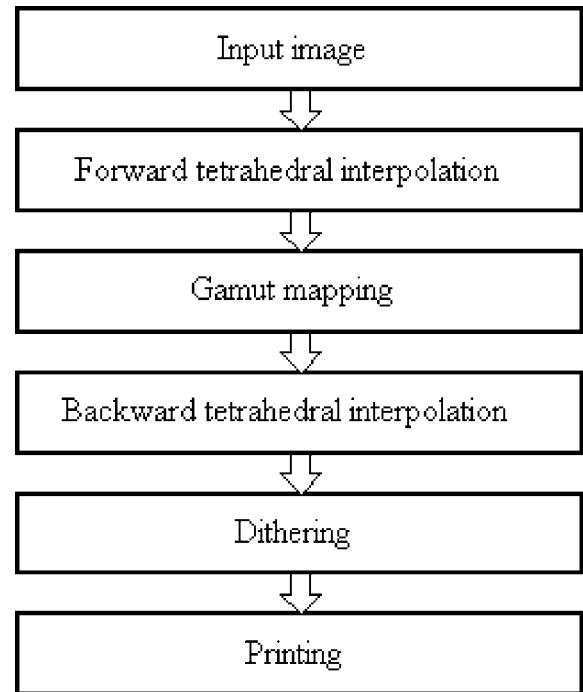 Input image
Forward tetrahedral interpolation
Gamut mapping
Backward tetrahedral interpolation
Dithering
Printing